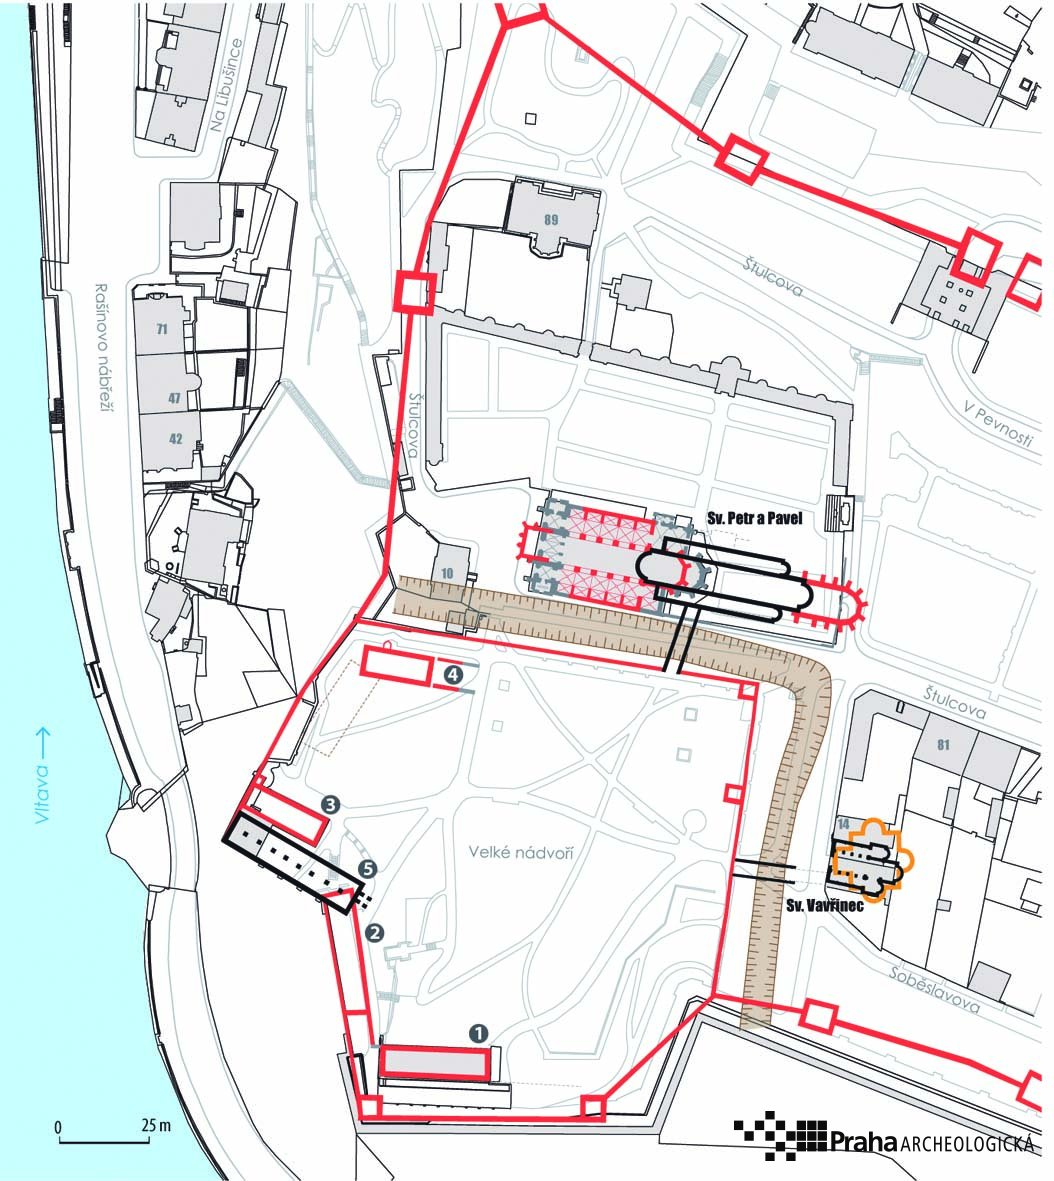 Na Libušince
89
Štulcova
Rašínovo nábřeží
71
47
42
Štulcova
V Pevnosti
Sv. Petr a Pavel
10
4
Štulcova
81
Vltava
3
14
Velké nádvoří
5
Sv. Vavřinec
2
Soběslavova
1
0 25 m
Praha ARCHEOLOGICKÁ